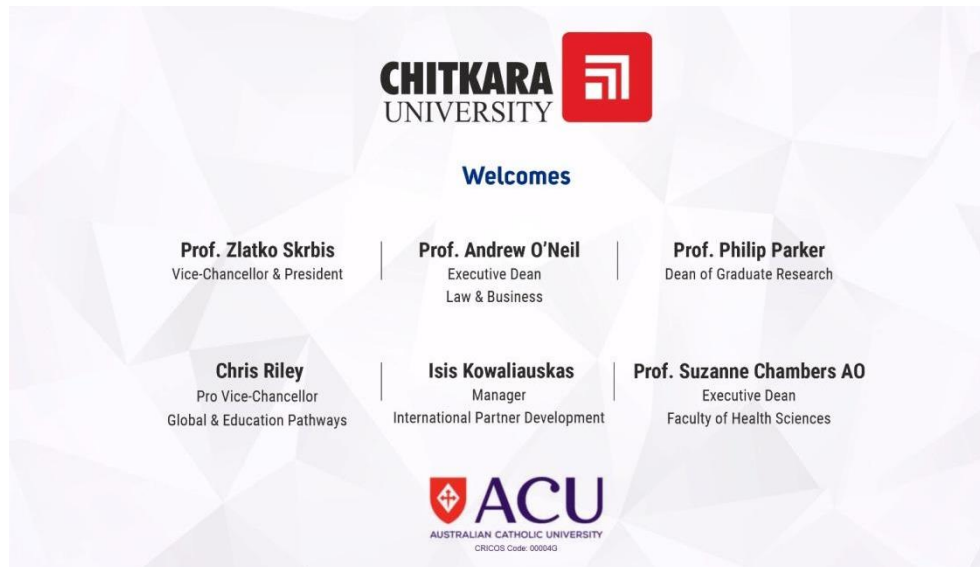 CHITKARA
UNIVERSITY
Welcomes
Prof. Zlatko Skrbis
Vice-Chancellor & President
Prof. Andrew O'Neil
Executive Dean
Law & Business
Prof. Philip Parker
Dean of Graduate Research
Chris Riley
Pro Vice-Chancellor
Global & Education Pathways
Isis Kowaliauskas
Manager
International Partner Development
Prof. Suzanne Chambers AO
Executive Dean
Faculty of Health Sciences
ACU
AUSTRALIAN CATHOLIC UNIVERSITY
CRICOS Code: 00004G